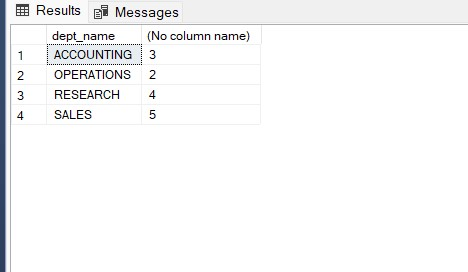 Results Messages
dept_name (No column name)
1 ACCOUNTING 3
2 OPERATIONS 2
3 RESEARCH 4
4 SALES 5